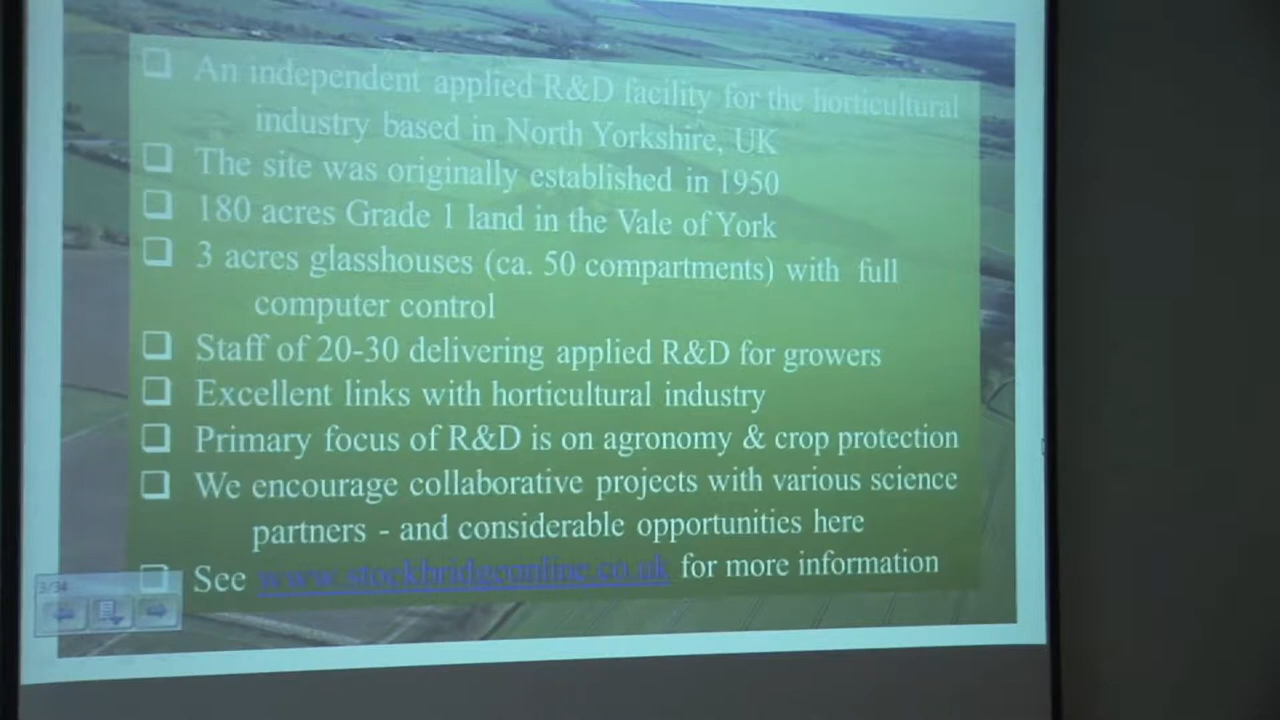 ❑ An independent applied R&D facility for the horticultural
industry based in North Yorkshire, UK
❑ The site was originally established in 1950
❑ 180 acres Grade 1 land in the Vale of York
❑ 3 acres glasshouses (ca. 50 compartments) with full
computer control
❑ Staff of 20-30 delivering applied R&D for growers
❑ Excellent links with horticultural industry
❑ Primary focus of R&D is on agronomy & crop protection
❑ We encourage collaborative projects with various science
partners - and considerable opportunities here
❑ See www.stockbridgeonline.co.uk for more information
3/34